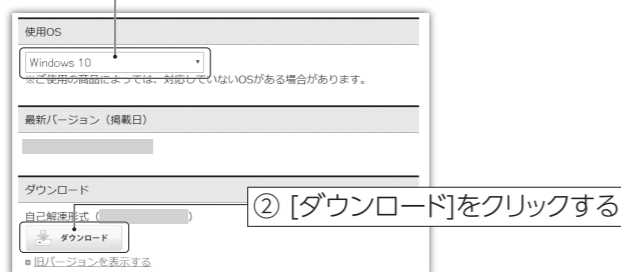 使用OS
Windows 10
※ご使用の商品によっては、対応していないOSがある場合があります。
最新バージョン（掲載日）
ダウンロード
自己解凍形式（ ）
ダウンロード
旧バージョンを表示する
② [ダウンロード]をクリックする